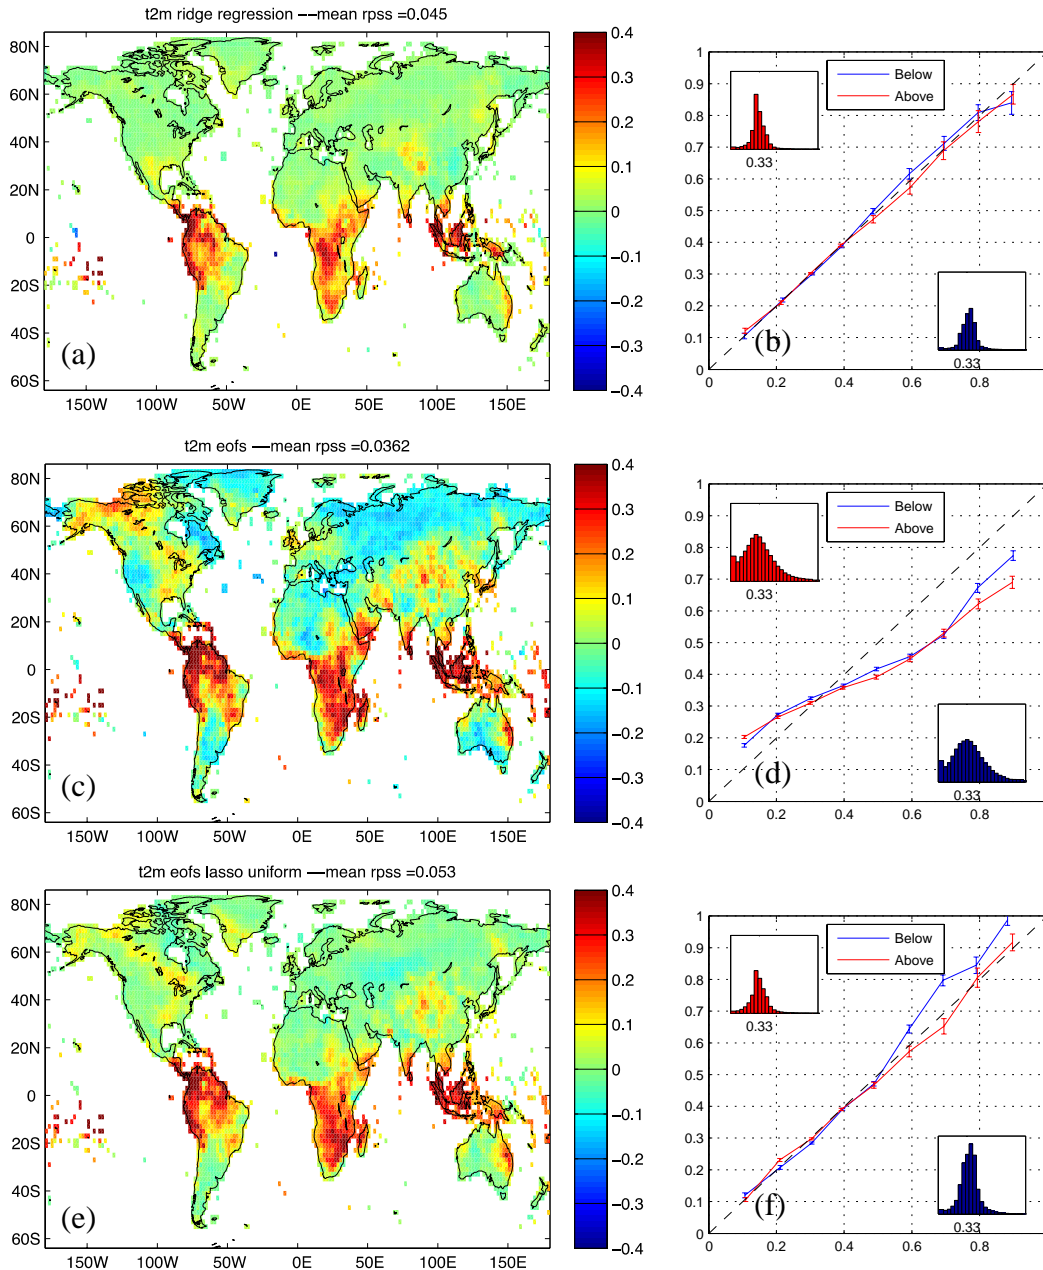 t2m ridge regression −−mean rpss =0.045
80N
60N
40N
20N
0
20S
40S
60S
150W 100W 50W 0E 50E 100E 150E
(a)
0.4
0.3
0.2
0.1
0
−0.1
−0.2
−0.3
−0.4
1
0.9
0.8
0.7
0.6
0.5
0.4
0.3
0.2
0.1
0
0 0.2 0.4 0.6 0.8
Below
Above
0.33
0.33
(b)
t2m eofs −−mean rpss =0.0362
80N
60N
40N
20N
0
20S
40S
60S
150W 100W 50W 0E 50E 100E 150E
(c)
0.4
0.3
0.2
0.1
0
−0.1
−0.2
−0.3
−0.4
1
0.9
0.8
0.7
0.6
0.5
0.4
0.3
0.2
0.1
0
0 0.2 0.4 0.6 0.8
Below
Above
0.33
0.33
(d)
t2m eofs lasso uniform −−mean rpss =0.053
80N
60N
40N
20N
0
20S
40S
60S
150W 100W 50W 0E 50E 100E 150E
(e)
0.4
0.3
0.2
0.1
0
−0.1
−0.2
−0.3
−0.4
1
0.9
0.8
0.7
0.6
0.5
0.4
0.3
0.2
0.1
0
0 0.2 0.4 0.6 0.8
Below
Above
0.33
0.33
(f)